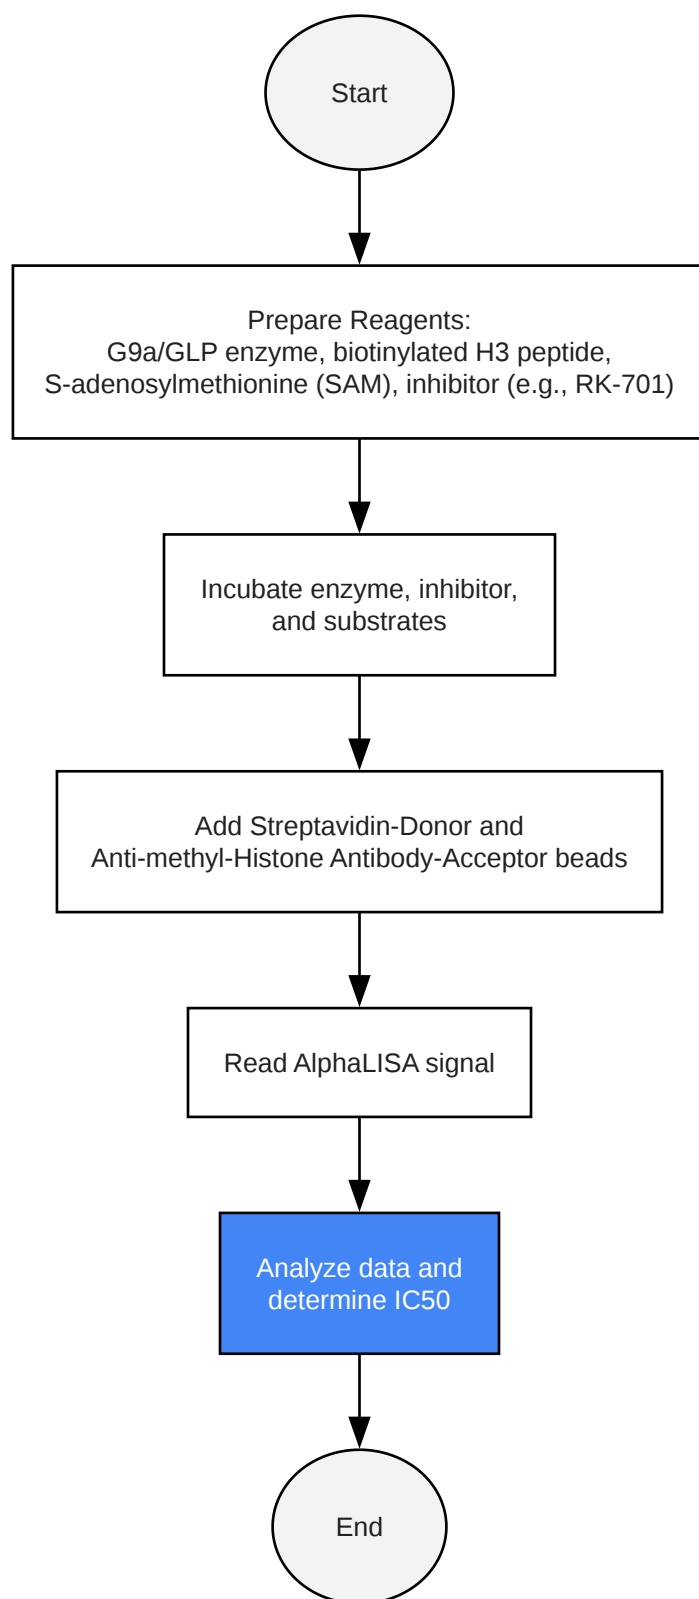 Start
Prepare Reagents:
G9a/GLP enzyme, biotinylated H3 peptide,
S-adenosylmethionine (SAM), inhibitor (e.g., RK-701)
Incubate enzyme, inhibitor,
and substrates
Add Streptavidin-Donor and
Anti-methyl-Histone Antibody-Acceptor beads
Read AlphaLISA signal
Analyze data and
determine IC50
End